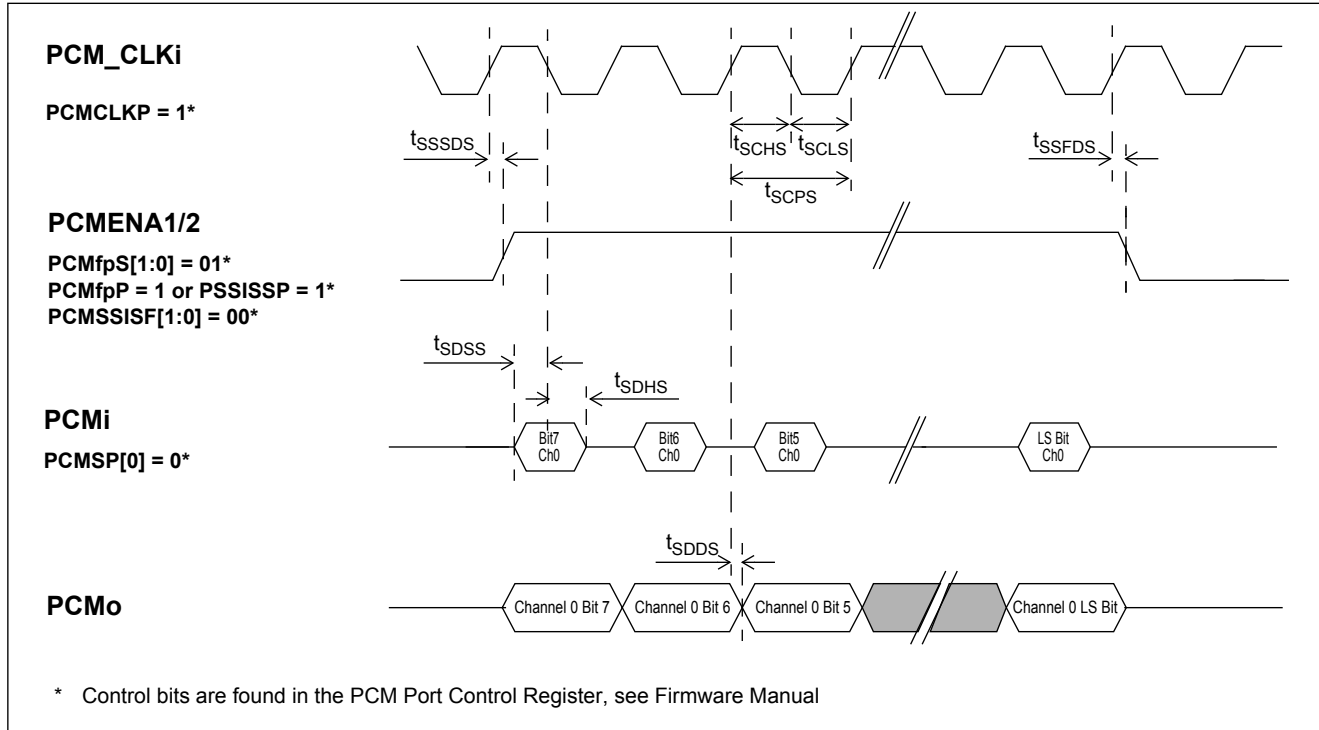 PCM_CLKi
PCMCLKP = 1*
tSSSDS
tSCHS
tSCLS
tSSFDS
tSCPS
PCMENA1/2
PCMfpS[1:0] = 01*
PCMfpP = 1 or PSSISSP = 1*
PCMSSISF[1:0] = 00*
tSDSS
tSDHS
PCMi
PCMSP[0] = 0*
Bit7
Ch0
Bit6
Ch0
Bit5
Ch0
LS Bit
Ch0
tSDDS
PCMo
Channel 0 Bit 7
Channel 0 Bit 6
Channel 0 Bit 5
Channel 0 LS Bit
* Control bits are found in the PCM Port Control Register, see Firmware Manual